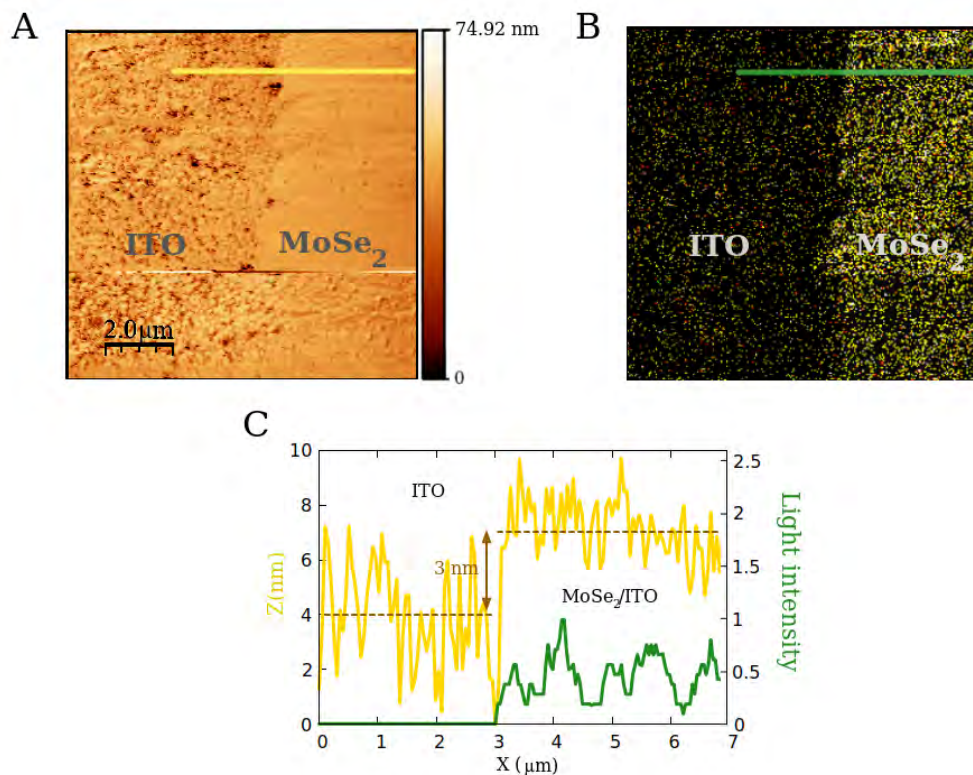 A
74.92 nm
B
ITO
MoSe2
2.0μm
0
ITO
MoSe2
C
10
8
6
4
2
0
Z(nm)
ITO
3 nm
MoSe2/ITO
2.5
2
1.5
1
0.5
0
Light intensity
0 1 2 3 4 5 6 7
X (μm)